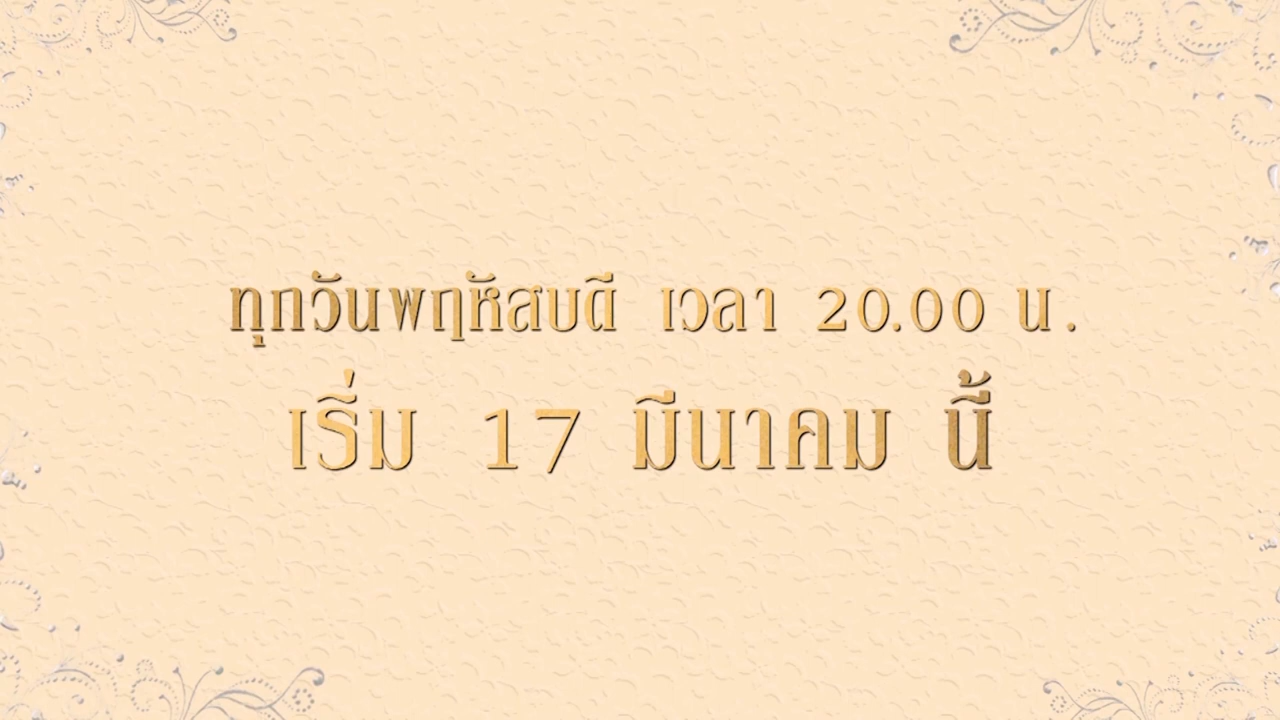 ทุกวันพฤหัสบดี เวลา 20.00 น.
เริ่ม 17 มีนาคม นี้